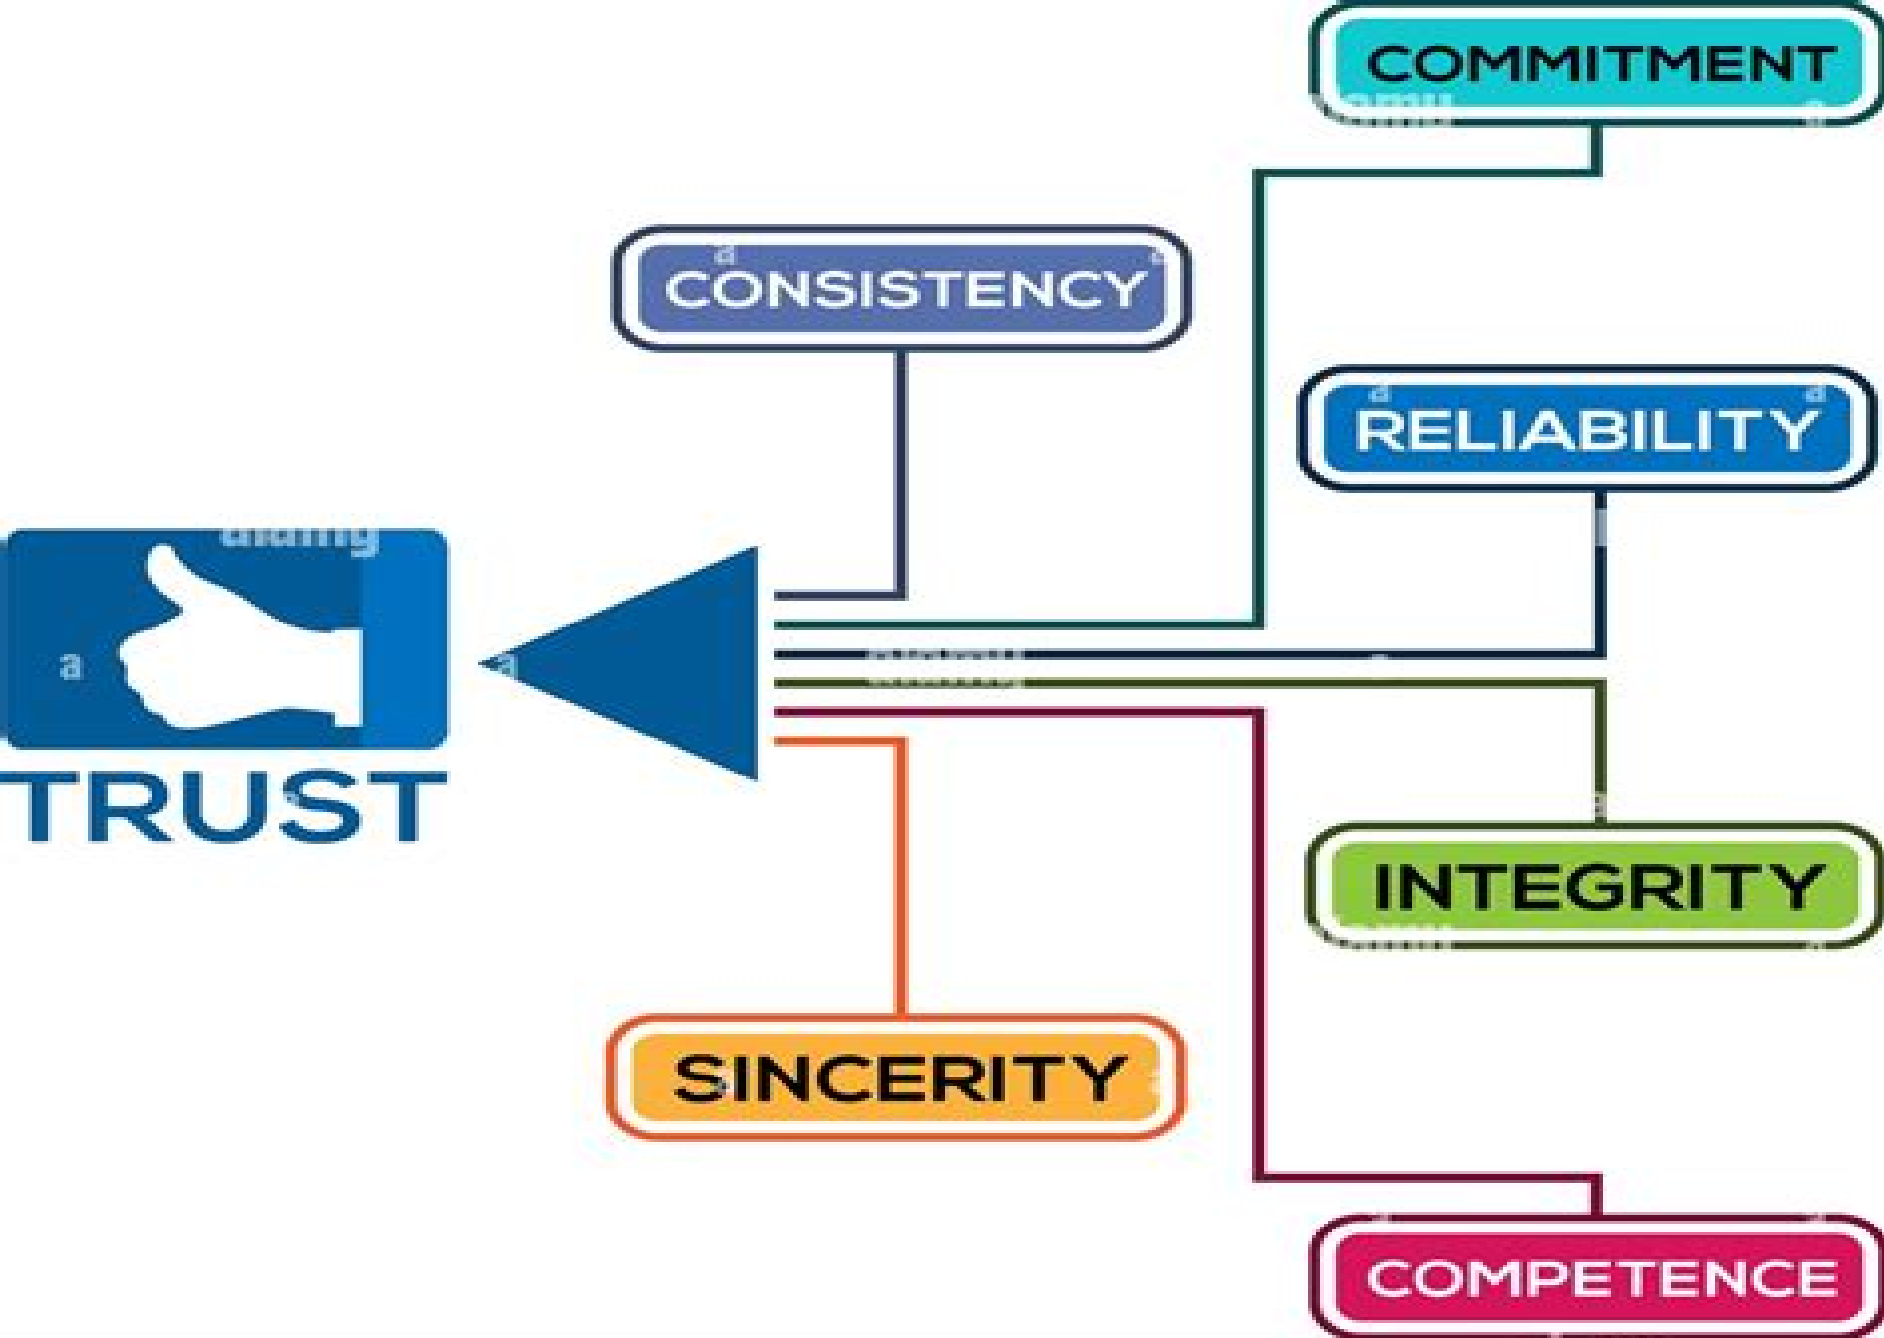 COMMITMENT
CONSISTENCY
RELIABILITY
TRUST
INTEGRITY
SINCERITY
COMPETENCE